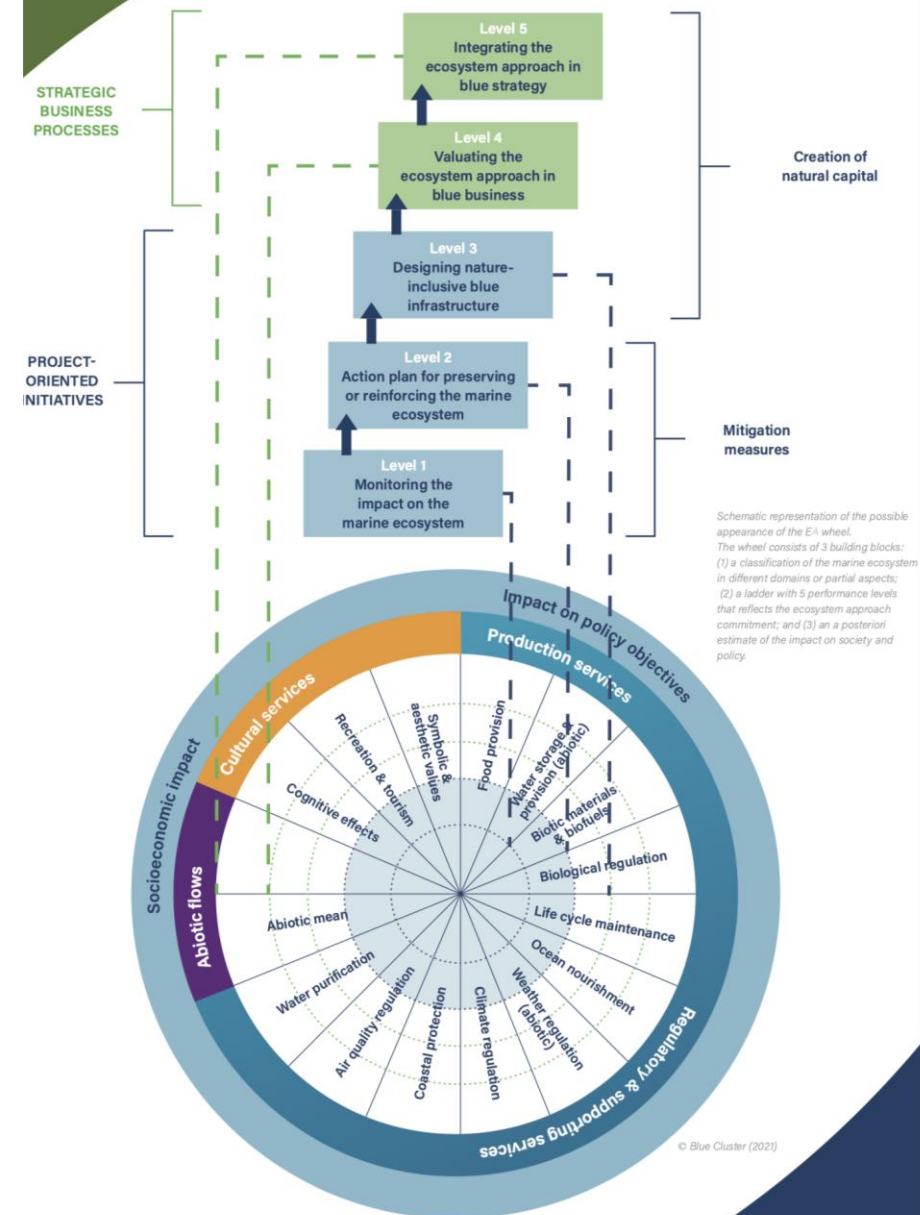 Level 5
Integrating the
ecosystem approach in
blue strategy
STRATEGIC
BUSINESS
PROCESSES
Level 4
Valuating the
ecosystem approach in
blue business
Creation of
natural capital
Level 3
Designing nature-
inclusive blue
infrastructure
PROJECT-
ORIENTED
INITIATIVES
Level 2
Action plan for preserving
or reinforcing the marine
ecosystem
Mitigation
measures
Level 1
Monitoring the
impact on the
marine ecosystem
Schematic representation of the possible
appearance of the EA wheel.
The wheel consists of 3 building blocks:
(1) a classification of the marine ecosystem
in different domains or partial aspects;
(2) a ladder with 5 performance levels
that reflects the ecosystem approach
commitment; and (3) an a posteriori
estimate of the impact on society and
policy.
Impact on policy objectives
Socioeconomic impact
Production services
Cultural services
Abiotic flows
Regulatory & supporting services
Food provision
Water storage &
provision (abiotic)
Biotic materials
& biofuels
Biological regulation
Life cycle maintenance
Ocean nourishment
Weather regulation
(abiotic)
Climate regulation
Coastal protection
Air quality regulation
Water purification
Abiotic mean
Cognitive effects
Recreation & tourism
Symbolic &
aesthetic values
© Blue Cluster (2021)